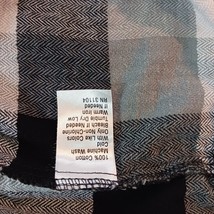 100% Cotton
Machine Wash
Cold
With Like Colors
Only Non-Chlorine
Bleach If Needed
Tumble Dry Low
Warm Iron
If Needed
RN 31104